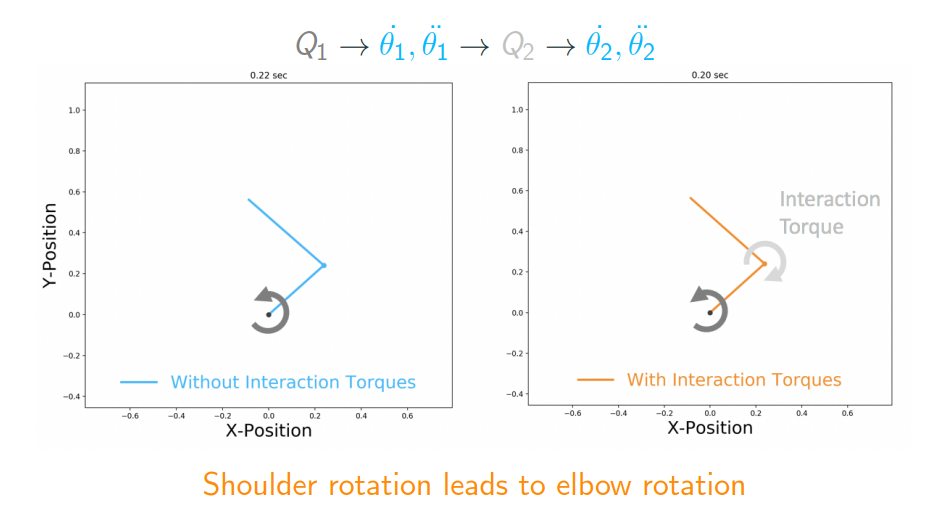 Q₁ → θ̇₁, θ̈₁ → Q₂ → θ̇₂, θ̈₂
0.22 sec
1.0
0.8
0.6
0.4
0.2
0.0
−0.2
−0.4
Y-Position
Without Interaction Torques
−0.6 −0.4 −0.2 0.0 0.2 0.4 0.6
X-Position
0.20 sec
1.0
0.8
0.6
0.4
0.2
0.0
−0.2
−0.4
Interaction
Torque
With Interaction Torques
−0.6 −0.4 −0.2 0.0 0.2 0.4 0.6
X-Position
Shoulder rotation leads to elbow rotation